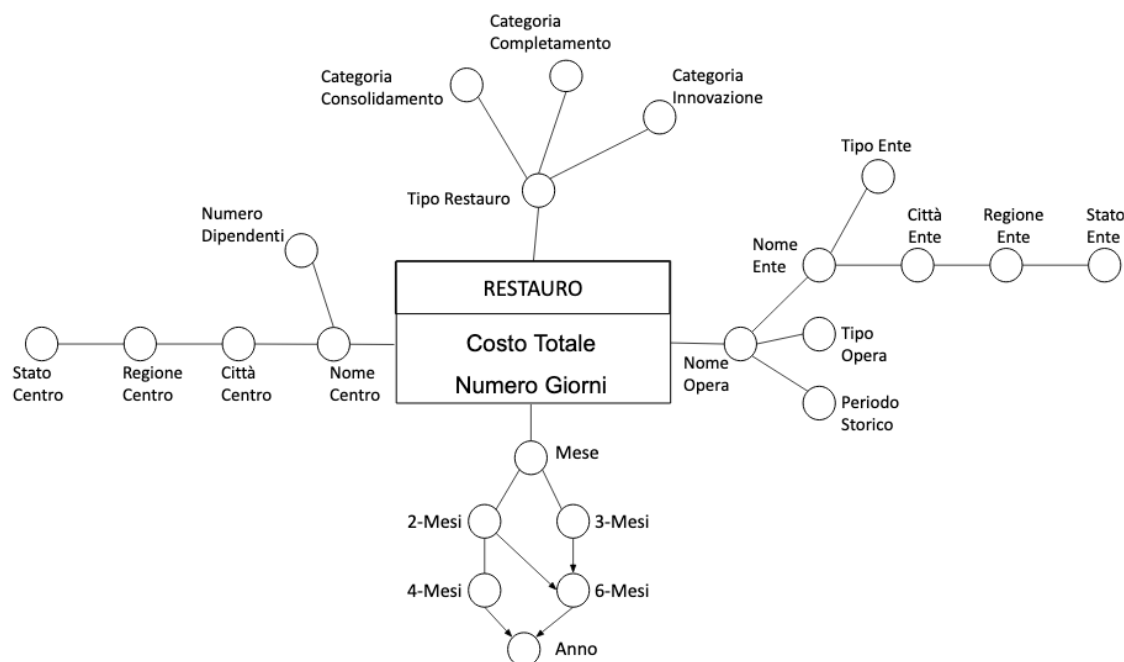 Categoria
Completamento
Categoria
Consolidamento
Categoria
Innovazione
Tipo Restauro
Numero
Dipendenti
Tipo Ente
Città
Ente
Regione
Ente
Stato
Ente
Nome
Ente
RESTAURO
Costo Totale
Numero Giorni
Stato
Centro
Regione
Centro
Città
Centro
Nome
Centro
Nome
Opera
Tipo
Opera
Periodo
Storico
Mese
2-Mesi
3-Mesi
4-Mesi
6-Mesi
Anno